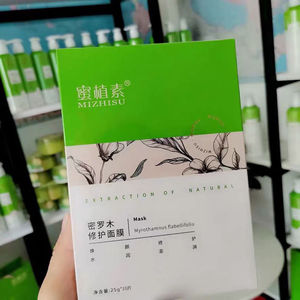 蜜植素®
MIZHISU
EXTRACTION OF NATURAL
密罗木
修护面膜
Mask
Myrothamnus flabellifolia
净含量:25g*10片